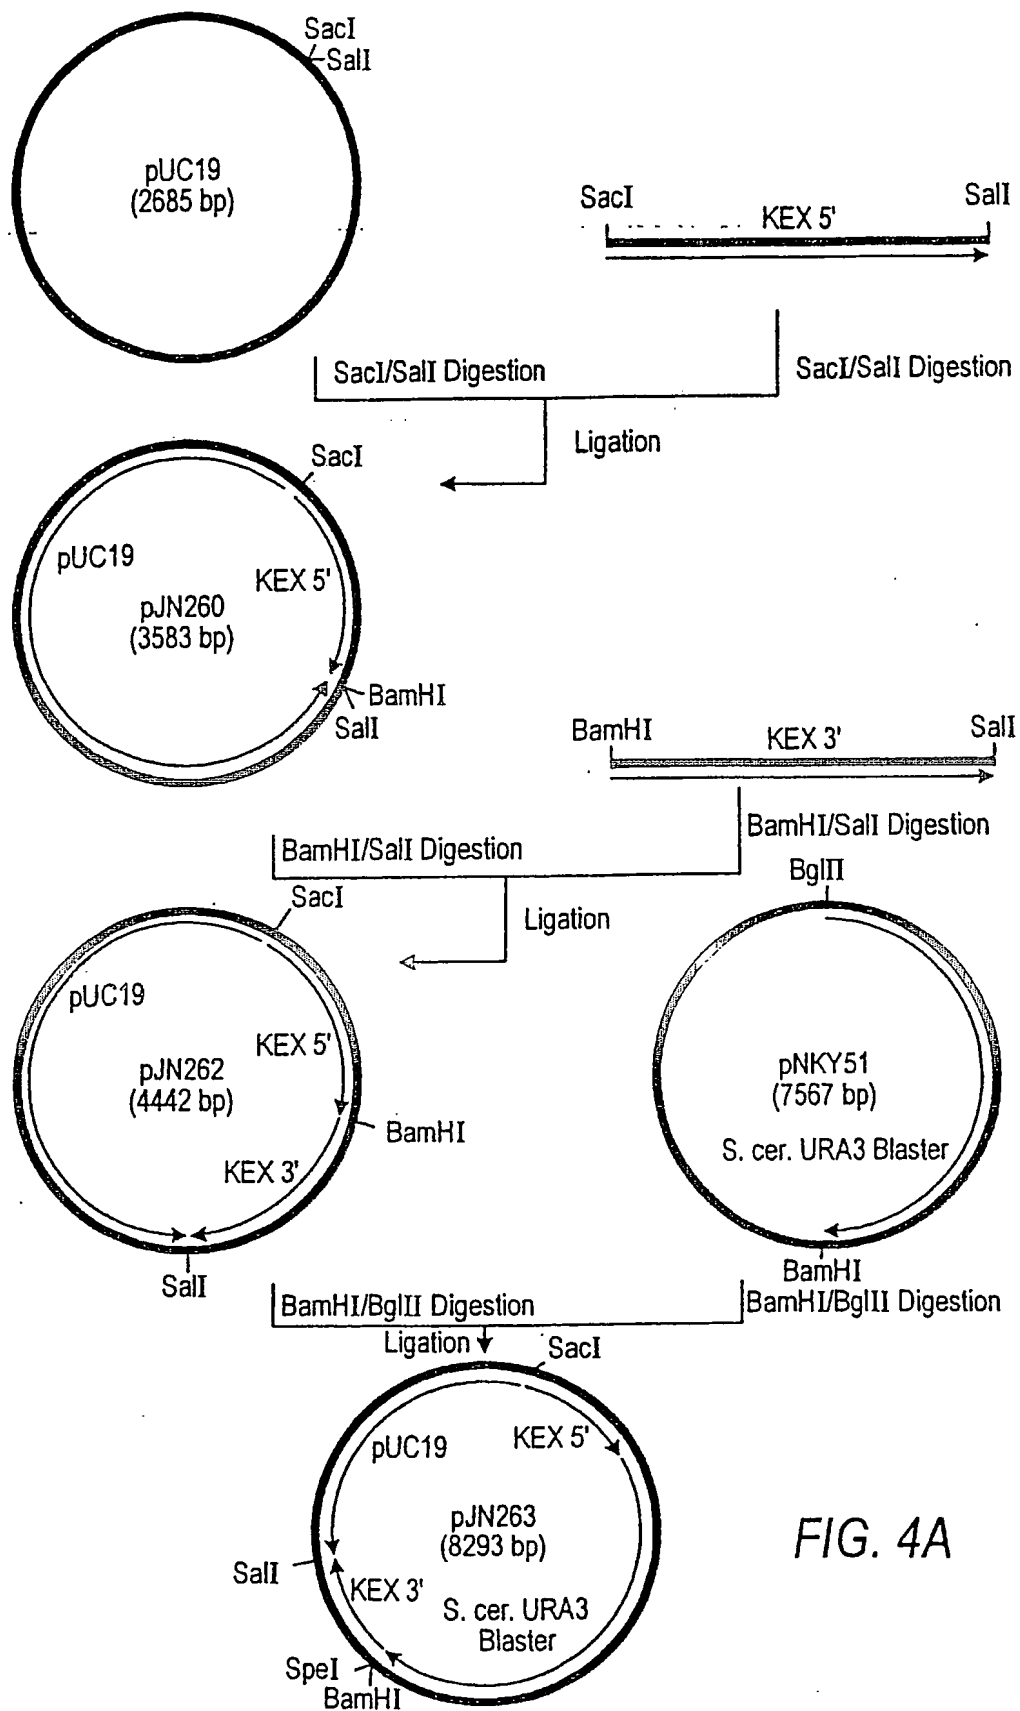 SacI
SalI
pUC19
(2685 bp)
SacI
KEX 5'
SalI
SacI/SalI Digestion
SacI/SalI Digestion
Ligation
SacI
pUC19
KEX 5'
pJN260
(3583 bp)
BamHI
SalI
BamHI
KEX 3'
SalI
BamHI/SalI Digestion
BamHI/SalI Digestion
Ligation
SacI
pUC19
KEX 5'
pJN262
(4442 bp)
BamHI
KEX 3'
SalI
BglII
pNKY51
(7567 bp)
S. cer. URA3 Blaster
BamHI
BamHI/BglII Digestion
BamHI/BglII Digestion
Ligation
SacI
pUC19
KEX 5'
pJN263
(8293 bp)
SalI
KEX 3'
S. cer. URA3
Blaster
SpeI
BamHI
FIG. 4A